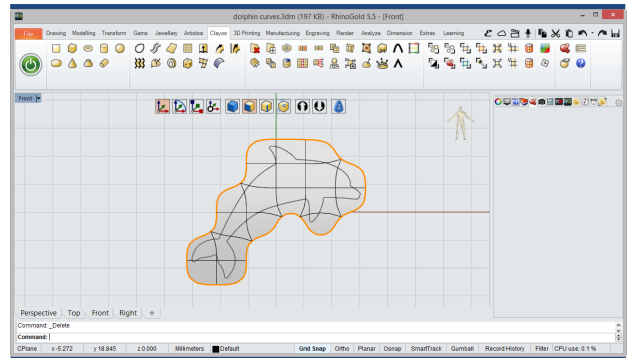 dolphin curves.3dm (197 KB) - RhinoGold 5.5 - [Front]
File Drawing Modelling Transform Gems Jewellery Artistics Clayoo 3D Printing Manufacturing Engraving Render Analyze Dimension Extras Learning
Front
Perspective Top Front Right
Command: _Delete
Command:
CPlane x -5.272 y 18.845 z 0.000 Millimeters Default Grid Snap Ortho Planar Osnap SmartTrack Gumball Record History Filter CPU use: 0.1 %